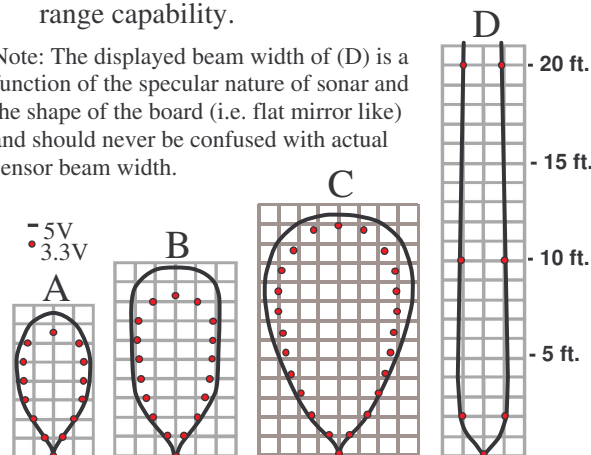 range capability.
Note: The displayed beam width of (D) is a
function of the specular nature of sonar and
the shape of the board (i.e. flat mirror like)
and should never be confused with actual
sensor beam width.
D
- 20 ft.
- 15 ft.
- 10 ft.
- 5 ft.
C
B
A
5V
3.3V